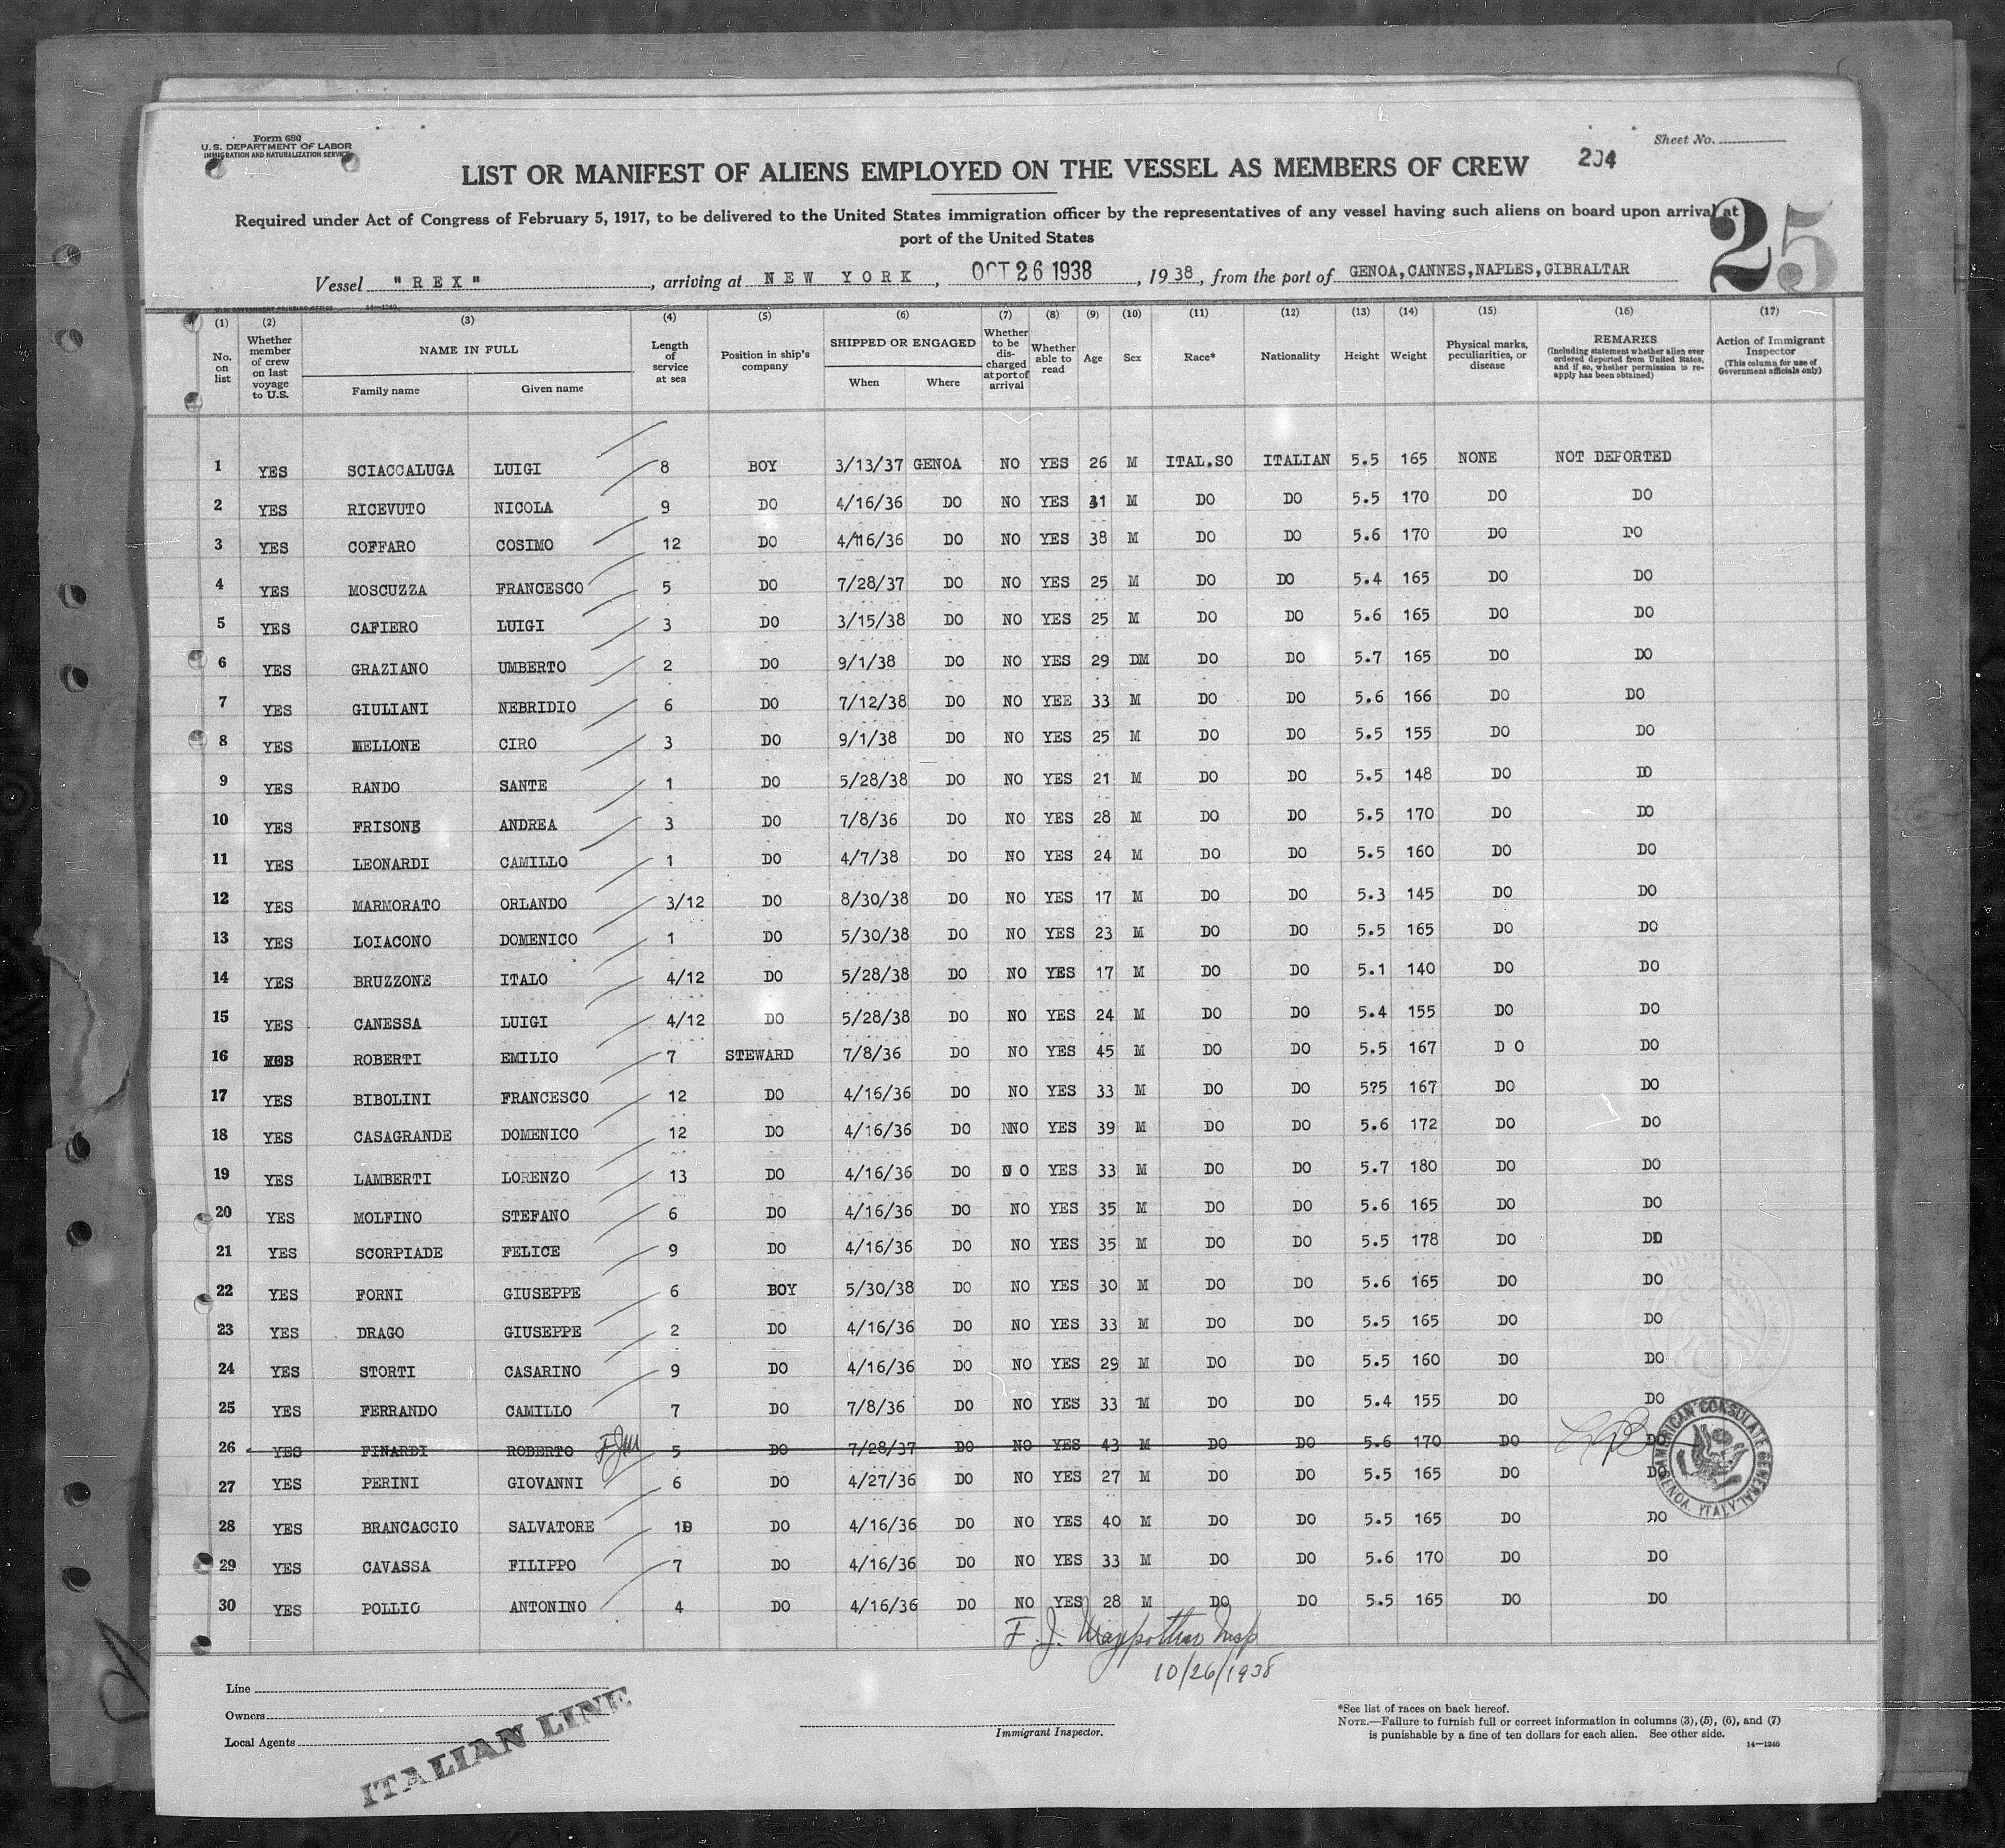 Form 680
U. S. DEPARTMENT OF LABOR
IMMIGRATION AND NATURALIZATION SERVICE
Sheet No.
LIST OR MANIFEST OF ALIENS EMPLOYED ON THE VESSEL AS MEMBERS OF CREW
204
Required under Act of Congress of February 5, 1917, to be delivered to the United States immigration officer by the representatives of any vessel having such aliens on board upon arrival at
port of the United States
25
Vessel "REX", arriving at NEW YORK, OCT 26 1938, 1938, from the port of GENOA,CANNES,NAPLES,GIBRALTAR
U. S. GOVERNMENT PRINTING OFFICE 14—1240
(1) (2) (3) (4) (5) (6) (7) (8) (9) (10) (11) (12) (13) (14) (15) (16) (17)
No. on list
Whether member of crew on last voyage to U.S.
NAME IN FULL
Family name
Given name
Length of service at sea
Position in ship's company
SHIPPED OR ENGAGED
When
Where
Whether to be discharged at port of arrival
Whether able to read
Age
Sex
Race*
Nationality
Height
Weight
Physical marks, peculiarities, or disease
REMARKS
(Including statement whether alien ever ordered deported from United States, and if so, whether permission to reapply has been obtained)
Action of Immigrant Inspector
(This column for use of Government officials only)
1 YES SCIACCALUGA LUIGI 8 BOY 3/13/37 GENOA NO YES 26 M ITAL.SO ITALIAN 5.5 165 NONE NOT DEPORTED
2 YES RICEVUTO NICOLA 9 DO 4/16/36 DO NO YES 31 M DO DO 5.5 170 DO DO
3 YES COFFARO COSIMO 12 DO 4/16/36 DO NO YES 38 M DO DO 5.6 170 DO DO
4 YES MOSCUZZA FRANCESCO 5 DO 7/28/37 DO NO YES 25 M DO DO 5.4 165 DO DO
5 YES CAFIERO LUIGI 3 DO 3/15/38 DO NO YES 25 M DO DO 5.6 165 DO DO
6 YES GRAZIANO UMBERTO 2 DO 9/1/38 DO NO YES 29 DM DO DO 5.7 165 DO DO
7 YES GIULIANI NEBRIDIO 6 DO 7/12/38 DO NO YEE 33 M DO DO 5.6 166 DO DO
8 YES MELLONE CIRO 3 DO 9/1/38 DO NO YES 25 M DO DO 5.5 155 DO DO
9 YES RANDO SANTE 1 DO 5/28/38 DO NO YES 21 M DO DO 5.5 148 DO DO
10 YES FRISONE ANDREA 3 DO 7/8/36 DO NO YES 28 M DO DO 5.5 170 DO DO
11 YES LEONARDI CAMILLO 1 DO 4/7/38 DO NO YES 24 M DO DO 5.5 160 DO DO
12 YES MARMORATO ORLANDO 3/12 DO 8/30/38 DO NO YES 17 M DO DO 5.3 145 DO DO
13 YES LOIACONO DOMENICO 1 DO 5/30/38 DO NO YES 23 M DO DO 5.5 165 DO DO
14 YES BRUZZONE ITALO 4/12 DO 5/28/38 DO NO YES 17 M DO DO 5.1 140 DO DO
15 YES CANESSA LUIGI 4/12 DO 5/28/38 DO NO YES 24 M DO DO 5.4 155 DO DO
16 YES ROBERTI EMILIO 7 STEWARD 7/8/36 DO NO YES 45 M DO DO 5.5 167 D O DO
17 YES BIBOLINI FRANCESCO 12 DO 4/16/36 DO NO YES 33 M DO DO 5?5 167 DO DO
18 YES CASAGRANDE DOMENICO 12 DO 4/16/36 DO NNO YES 39 M DO DO 5.6 172 DO DO
19 YES LAMBERTI LORENZO 13 DO 4/16/36 DO N O YES 33 M DO DO 5.7 180 DO DO
20 YES MOLFINO STEFANO 6 DO 4/16/36 DO NO YES 35 M DO DO 5.6 165 DO DO
21 YES SCORPIADE FELICE 9 DO 4/16/36 DO NO YES 35 M DO DO 5.5 178 DO DO
22 YES FORNI GIUSEPPE 6 BOY 5/30/38 DO NO YES 30 M DO DO 5.6 165 DO DO
23 YES DRAGO GIUSEPPE 2 DO 4/16/36 DO NO YES 33 M DO DO 5.5 165 DO DO
24 YES STORTI CASARINO 9 DO 4/16/36 DO NO YES 29 M DO DO 5.5 160 DO DO
25 YES FERRANDO CAMILLO 7 DO 7/8/36 DO NO YES 33 M DO DO 5.4 155 DO DO
26 YES FINARDI ROBERTO FJM 5 DO 7/28/37 DO NO YES 43 M DO DO 5.6 170 DO DO
27 YES PERINI GIOVANNI 6 DO 4/27/36 DO NO YES 27 M DO DO 5.5 165 DO DO
28 YES BRANCACCIO SALVATORE DO 4/16/36 DO NO YES 40 M DO DO 5.5 165 DO DO
29 YES CAVASSA FILIPPO 7 DO 4/16/36 DO NO YES 33 M DO DO 5.6 170 DO DO
30 YES POLLIO ANTONINO 4 DO 4/16/36 DO NO YES 28 M DO DO 5.5 165 DO DO
AMERICAN CONSULATE GENERAL
GENOA, ITALY
F. J. Insp
10/26/1938
Line
Owners
Local Agents
ITALIAN LINE
Immigrant Inspector.
*See list of races on back hereof.
NOTE.—Failure to furnish full or correct information in columns (3), (5), (6), and (7)
is punishable by a fine of ten dollars for each alien. See other side.
14—1240